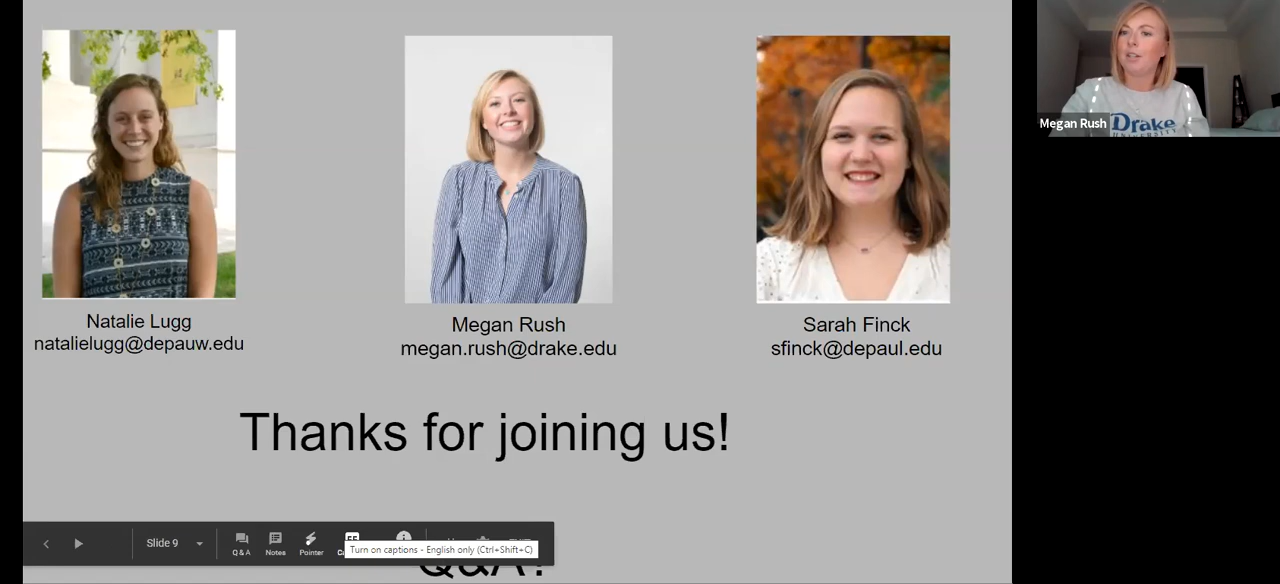 Megan Rush
Drake
UNIVERSITY
Natalie Lugg
natalielugg@depauw.edu
Megan Rush
megan.rush@drake.edu
Sarah Finck
sfinck@depaul.edu
Thanks for joining us!
Slide 9
Q & A
Notes
Pointer
Turn on captions - English only (Ctrl+Shift+C)
Q&A?